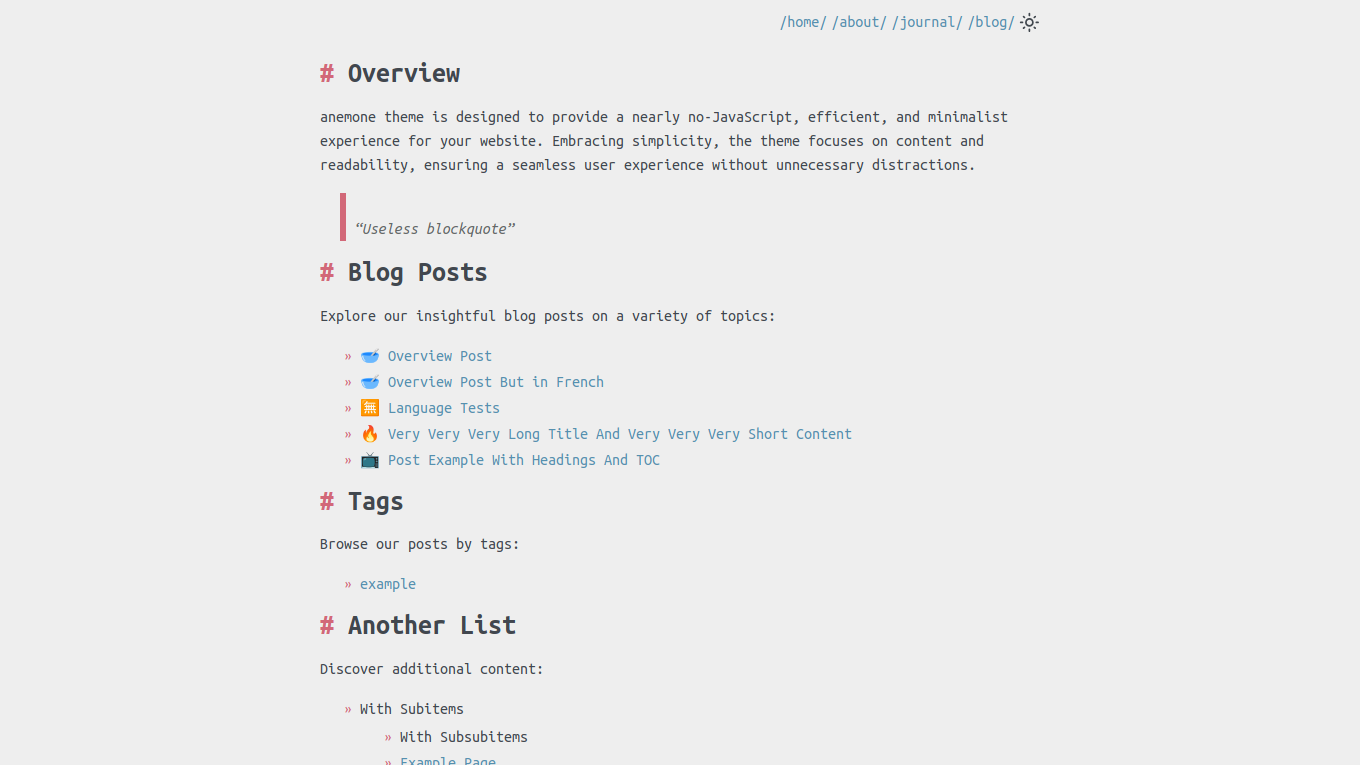 /home/ /about/ /journal/ /blog/
# Overview
anemone theme is designed to provide a nearly no-JavaScript, efficient, and minimalist
experience for your website. Embracing simplicity, the theme focuses on content and
readability, ensuring a seamless user experience without unnecessary distractions.
“Useless blockquote”
# Blog Posts
Explore our insightful blog posts on a variety of topics:
» 🥣 Overview Post
» 🥣 Overview Post But in French
» 🈚 Language Tests
» 🔥 Very Very Very Long Title And Very Very Very Short Content
» 📺 Post Example With Headings And TOC
# Tags
Browse our posts by tags:
» example
# Another List
Discover additional content:
» With Subitems
» With Subsubitems
» Example Page